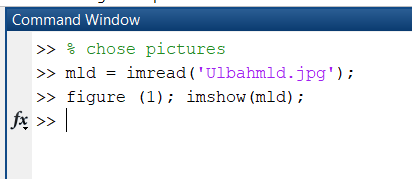 Command Window
>> % chose pictures
>> mld = imread('Ulbahmld.jpg');
>> figure (1); imshow(mld);
fx >>